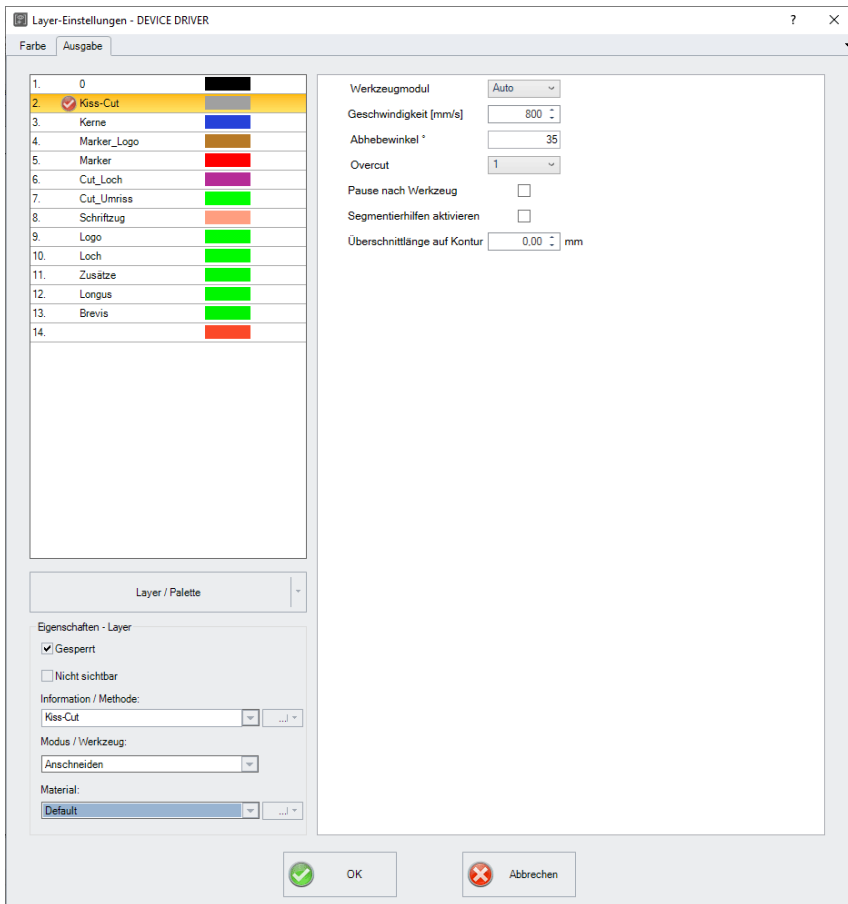 Layer-Einstellungen - DEVICE DRIVER ?
Farbe Ausgabe
1. 0
2. Kiss-Cut
3. Kerne
4. Marker_Logo
5. Marker
6. Cut_Loch
7. Cut_Umriss
8. Schriftzug
9. Logo
10. Loch
11. Zusätze
12. Longus
13. Brevis
14.
Layer / Palette
Eigenschaften - Layer
Gesperrt
Nicht sichtbar
Information / Methode:
Kiss-Cut ...
Modus / Werkzeug:
Anschneiden
Material:
Default ...
Werkzeugmodul Auto
Geschwindigkeit [mm/s] 800
Abhebewinkel ° 35
Overcut 1
Pause nach Werkzeug
Segmentierhilfen aktivieren
Überschnittlänge auf Kontur 0,00 mm
OK Abbrechen